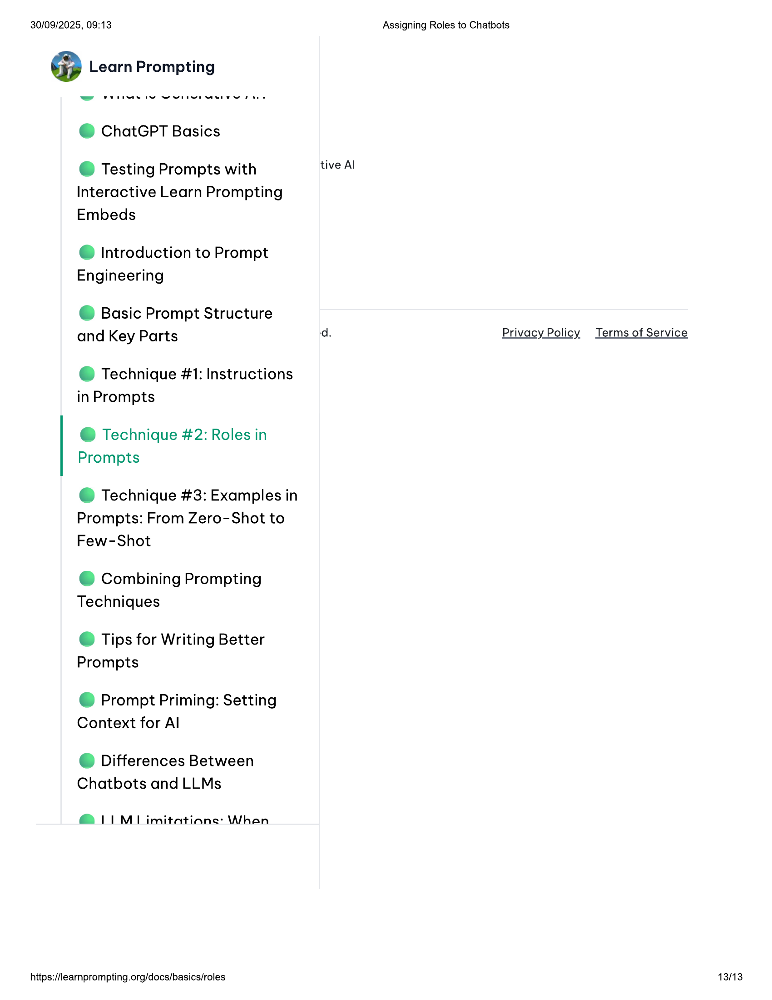 30/09/2025, 09:13
Assigning Roles to Chatbots
Learn Prompting
What is Generative AI?
ChatGPT Basics
Testing Prompts with
Interactive Learn Prompting
Embeds
Introduction to Prompt
Engineering
Basic Prompt Structure
and Key Parts
Technique #1: Instructions
in Prompts
Technique #2: Roles in
Prompts
Technique #3: Examples in
Prompts: From Zero-Shot to
Few-Shot
Combining Prompting
Techniques
Tips for Writing Better
Prompts
Prompt Priming: Setting
Context for AI
Differences Between
Chatbots and LLMs
LLM Limitations: When
tive AI
d.
Privacy Policy
Terms of Service
https://learnprompting.org/docs/basics/roles
13/13